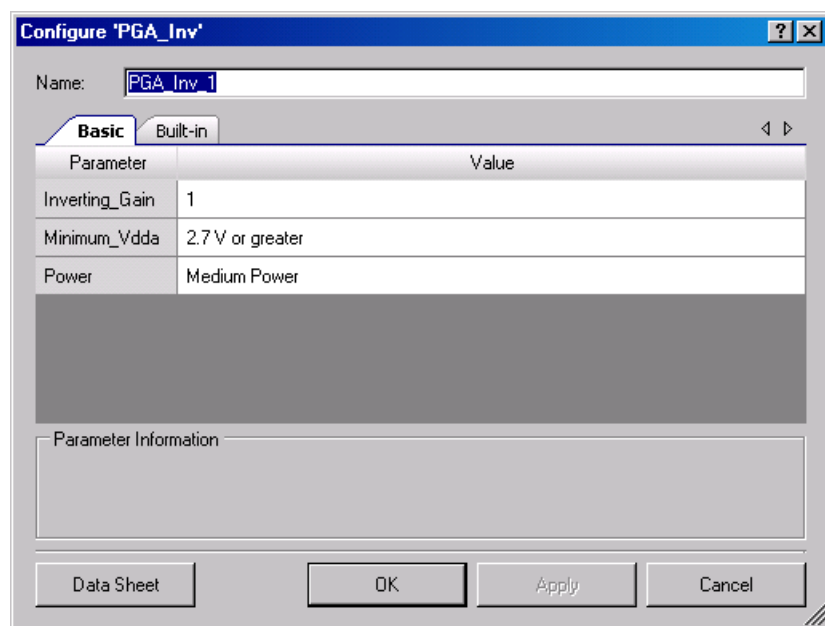 Configure 'PGA_Inv'
Name: PGA_Inv_1
Basic Built-in
Parameter Value
Inverting_Gain 1
Minimum_Vdda 2.7 V or greater
Power Medium Power
Parameter Information
Data Sheet OK Apply Cancel